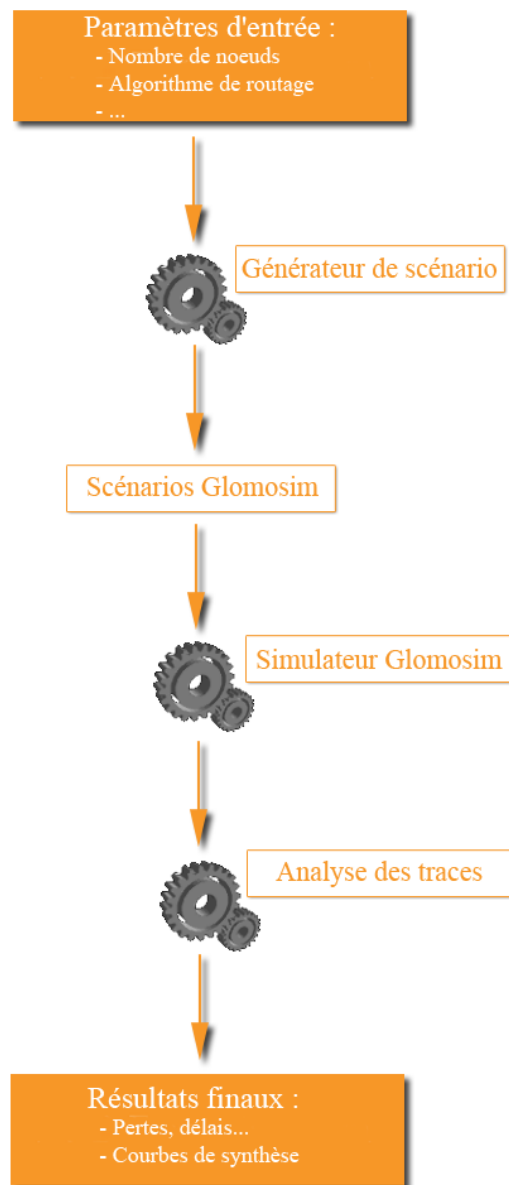 Paramètres d'entrée :
- Nombre de noeuds
- Algorithme de routage
- ...
Générateur de scénario
Scénarios Glomosim
Simulateur Glomosim
Analyse des traces
Résultats finaux :
- Pertes, délais...
- Courbes de synthèse